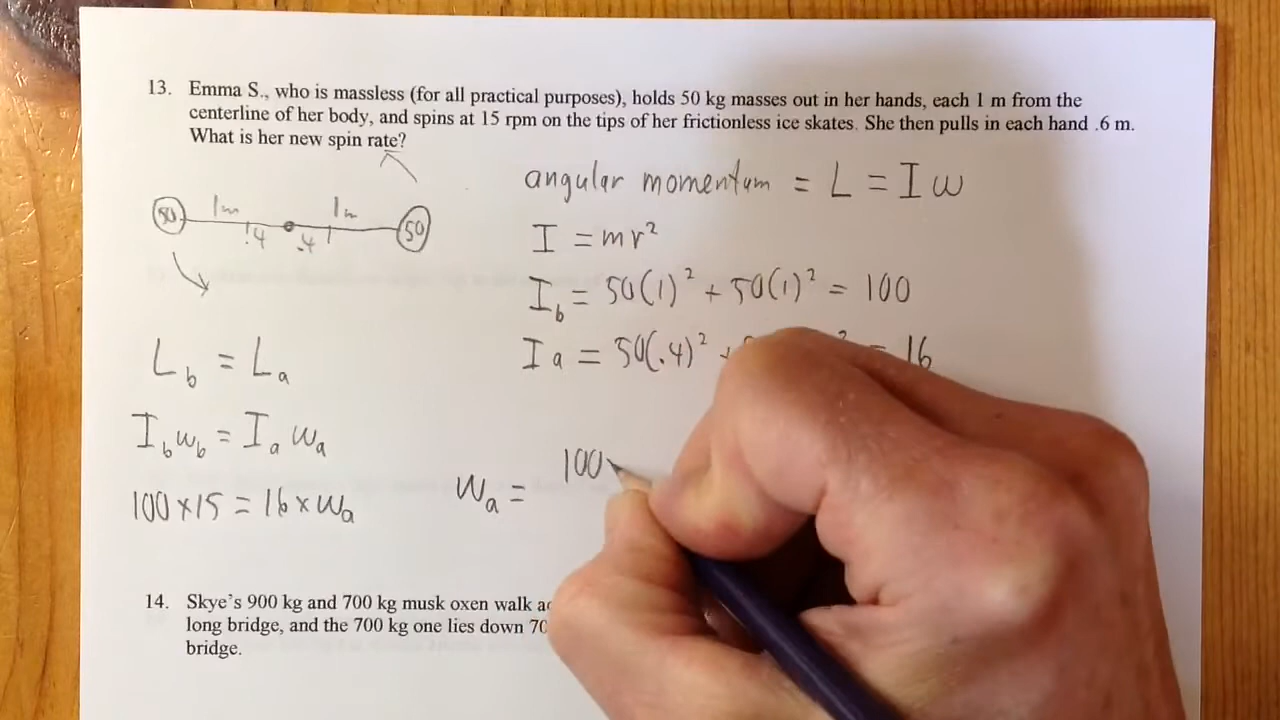 13. Emma S., who is massless (for all practical purposes), holds 50 kg masses out in her hands, each 1 m from the
centerline of her body, and spins at 15 rpm on the tips of her frictionless ice skates. She then pulls in each hand .6 m.
What is her new spin rate?
angular momentum = L = I ω
1m 1m
50 .4 .4 50
I = mr²
I_b = 50(1)² + 50(1)² = 100
I a = 50(.4)² + ² = 16
L_b = L_a
I_b ω_b = I_a ω_a
ω_a = 100
100 x 15 = 16 x ω_a
14. Skye's 900 kg and 700 kg musk oxen walk
long bridge, and the 700 kg one lies down 70
bridge.